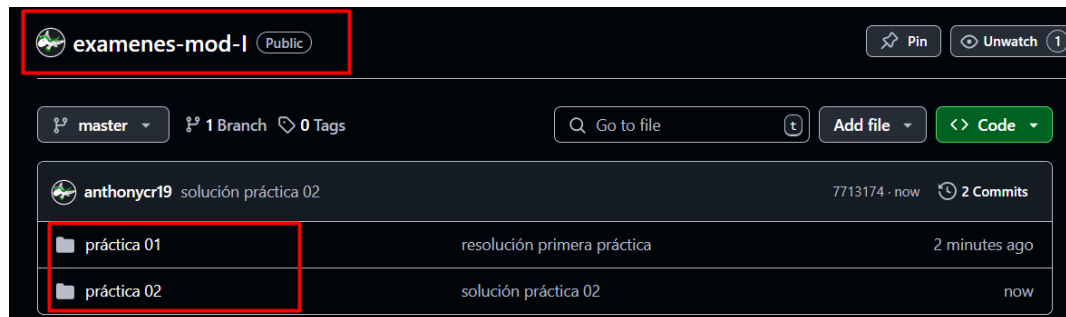 examenes-mod-I Public Pin Unwatch 1
master 1 Branch 0 Tags Go to file t Add file <> Code
anthonycr19 solución práctica 02 7713174 · now 2 Commits
práctica 01 resolución primera práctica 2 minutes ago
práctica 02 solución práctica 02 now